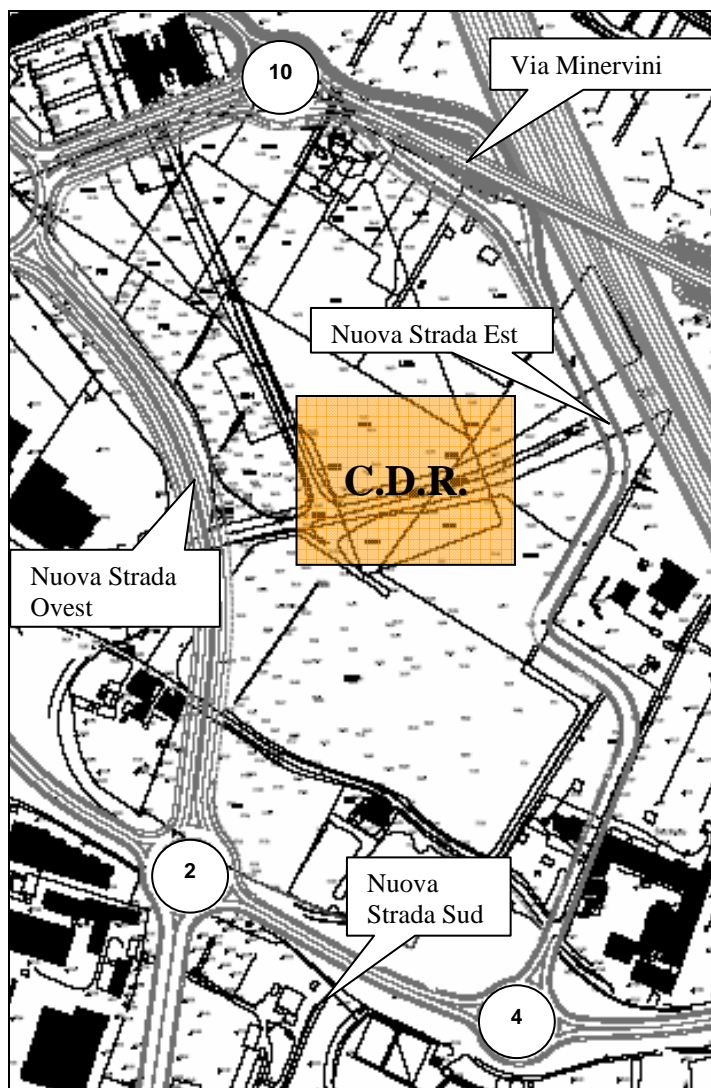 10
Via Minervini
Nuova Strada Est
C.D.R.
Nuova Strada
Ovest
2
Nuova
Strada Sud
4